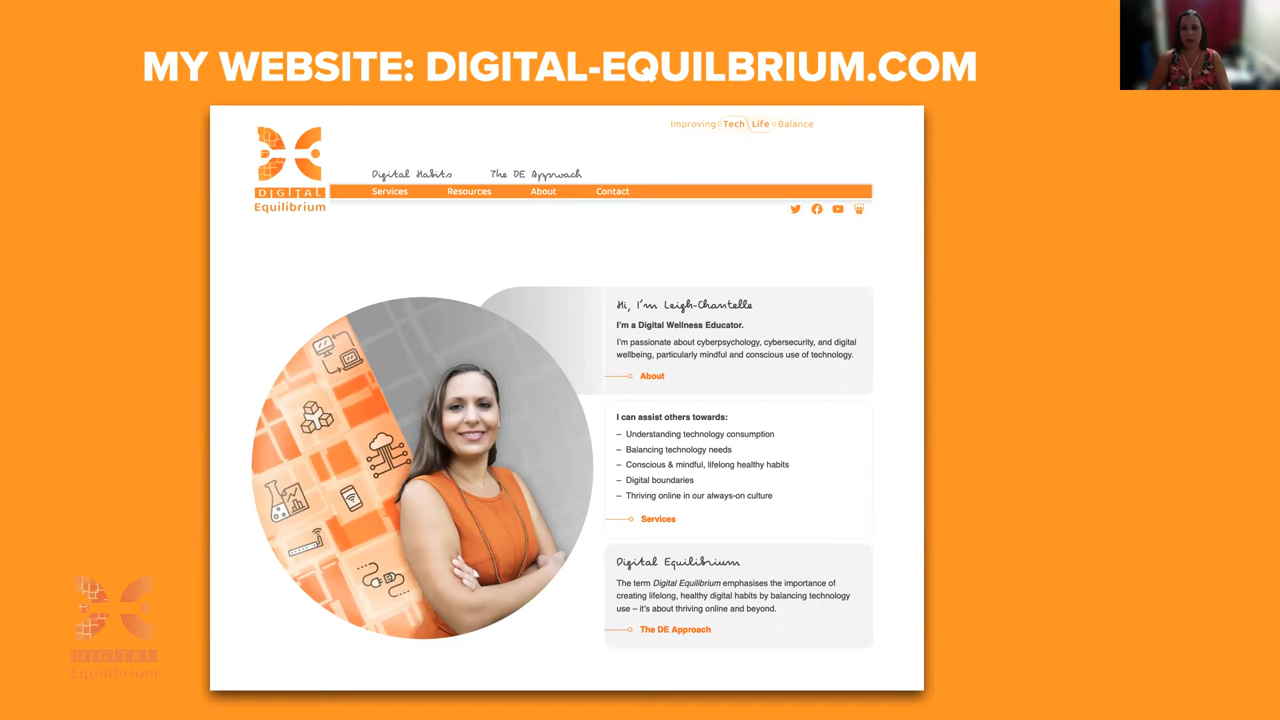 MY WEBSITE: DIGITAL-EQUILBRIUM.COM
Improving Tech Life Balance
Digital Habits The DE Approach
Services Resources About Contact
DIGITAL
Equilibrium
Hi, I'm Leigh-Chantelle
I'm a Digital Wellness Educator.
I'm passionate about cyberpsychology, cybersecurity, and digital
wellbeing, particularly mindful and conscious use of technology.
About
I can assist others towards:
– Understanding technology consumption
– Balancing technology needs
– Conscious & mindful, lifelong healthy habits
– Digital boundaries
– Thriving online in our always-on culture
Services
Digital Equilibrium
The term Digital Equilibrium emphasises the importance of
creating lifelong, healthy digital habits by balancing technology
use – it's about thriving online and beyond.
The DE Approach
DIGITAL
Equilibrium